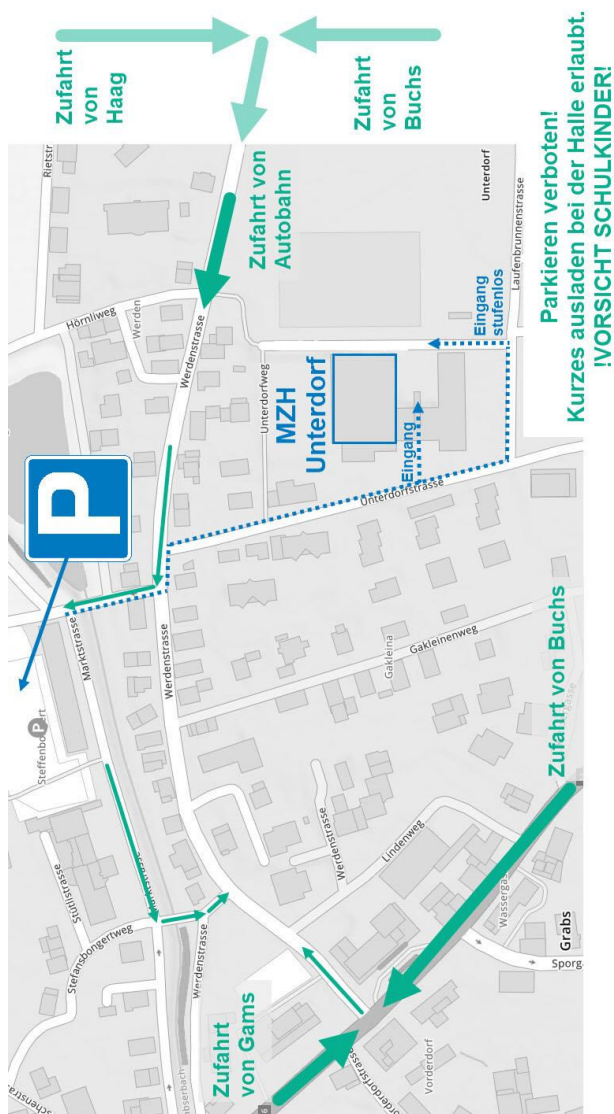 Zufahrt
von
Haag
Zufahrt
von
Buchs
Zufahrt von
Autobahn
Rietstr
Hörnliweg
Werden
Werdenstrasse
Unterdorfweg
Unterdorf
Laufenbrunnenstrasse
MZH
Unterdorf
Eingang
stufenlos
Eingang
Unterdorfstrasse
Parkieren verboten!
Kurzes ausladen bei der Halle erlaubt.
!VORSICHT SCHULKINDER!
P
Marktstrasse
Werdenstrasse
Gakleina
Gakleinenweg
P
Zufahrt von Buchs
Stütlistrasse
Stefansbongertweg
Werdenstrasse
Werdenstrasse
Lindenweg
Grabs
Vorderdorf
Zufahrt
von Gams